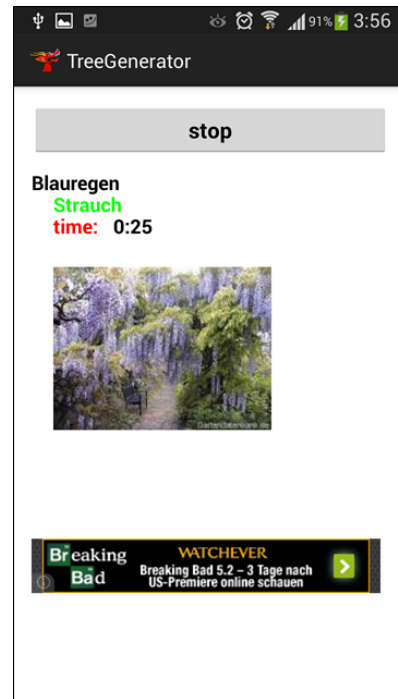 91% 3:56
TreeGenerator
stop
Blauregen
Strauch
time: 0:25
Gartendatenbank.de
Breaking
Bad
WATCHEVER
Breaking Bad 5.2 – 3 Tage nach
US-Premiere online schauen